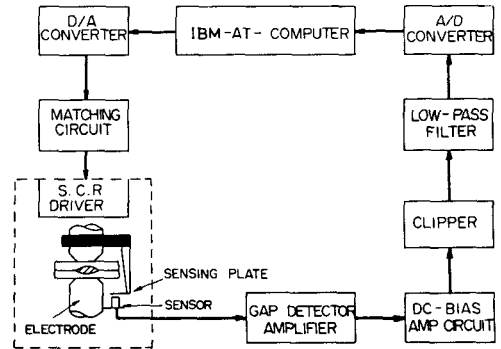 D/A
CONVERTER
IBM-AT- COMPUTER
A/D
CONVERTER
MATCHING
CIRCUIT
LOW-PASS
FILTER
S.C.R
DRIVER
CLIPPER
SENSING PLATE
SENSOR
ELECTRODE
GAP DETECTOR
AMPLIFIER
DC-BIAS
AMP CIRCUIT